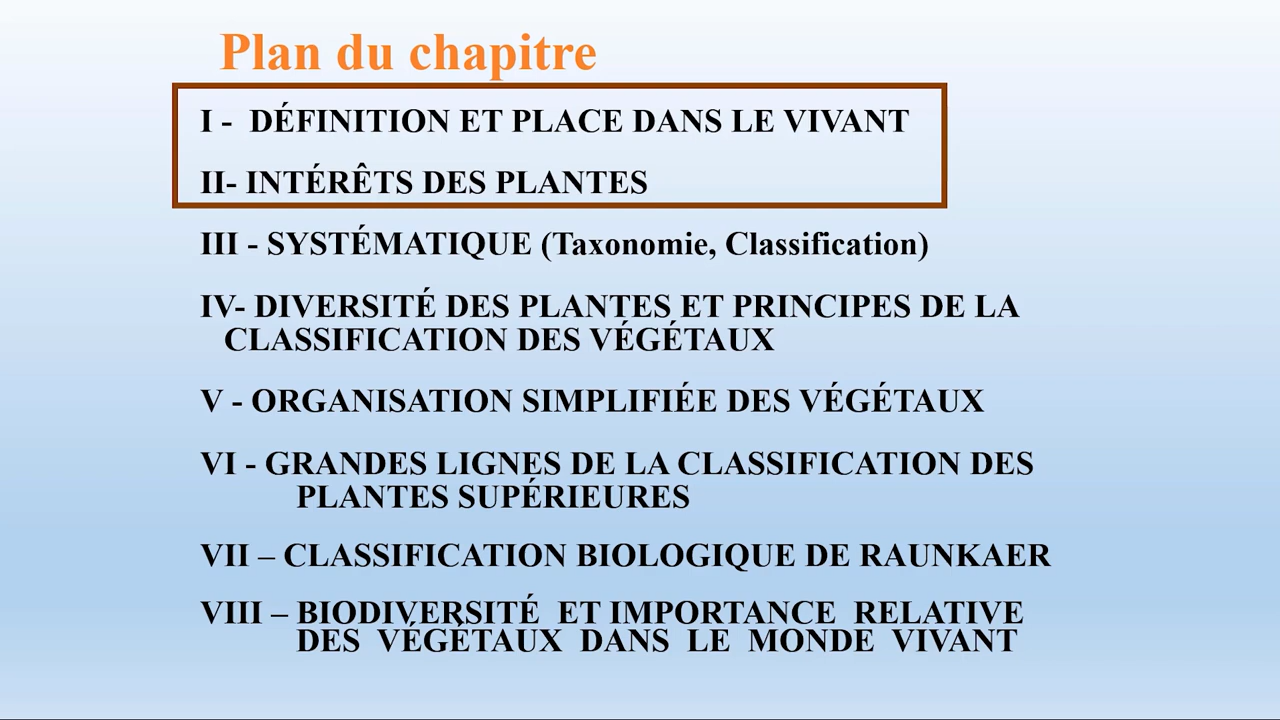 Plan du chapitre
I - DÉFINITION ET PLACE DANS LE VIVANT
II- INTÉRÊTS DES PLANTES
III - SYSTÉMATIQUE (Taxonomie, Classification)
IV- DIVERSITÉ DES PLANTES ET PRINCIPES DE LA
CLASSIFICATION DES VÉGÉTAUX
V - ORGANISATION SIMPLIFIÉE DES VÉGÉTAUX
VI - GRANDES LIGNES DE LA CLASSIFICATION DES
PLANTES SUPÉRIEURES
VII – CLASSIFICATION BIOLOGIQUE DE RAUNKAER
VIII – BIODIVERSITÉ ET IMPORTANCE RELATIVE
DES VÉGÉTAUX DANS LE MONDE VIVANT